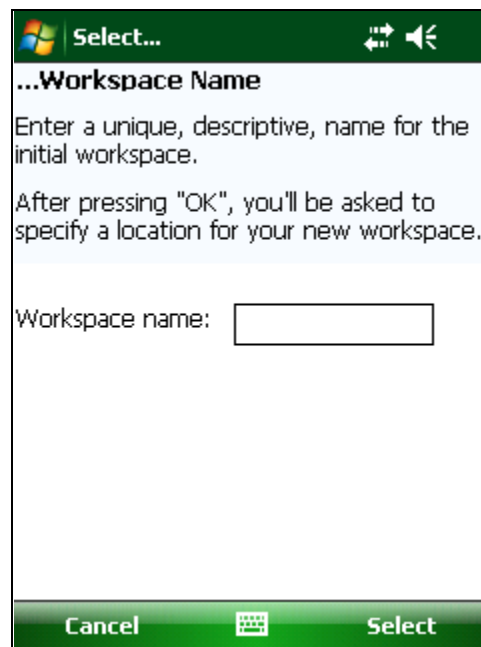 Select...
...Workspace Name
Enter a unique, descriptive, name for the
initial workspace.
After pressing "OK", you'll be asked to
specify a location for your new workspace.
Workspace name:
Cancel
Select